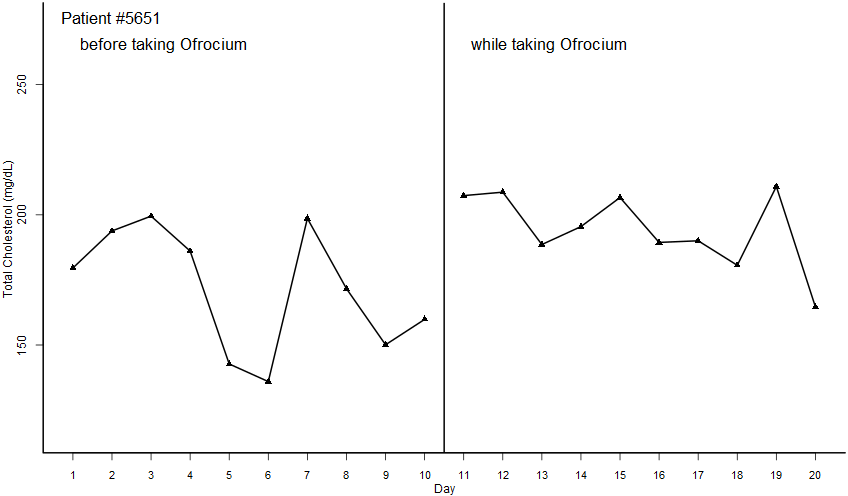 Patient #5651
before taking Ofrocium
while taking Ofrocium
250
200
150
Total Cholesterol (mg/dL)
1 2 3 4 5 6 7 8 9 10 11 12 13 14 15 16 17 18 19 20
Day